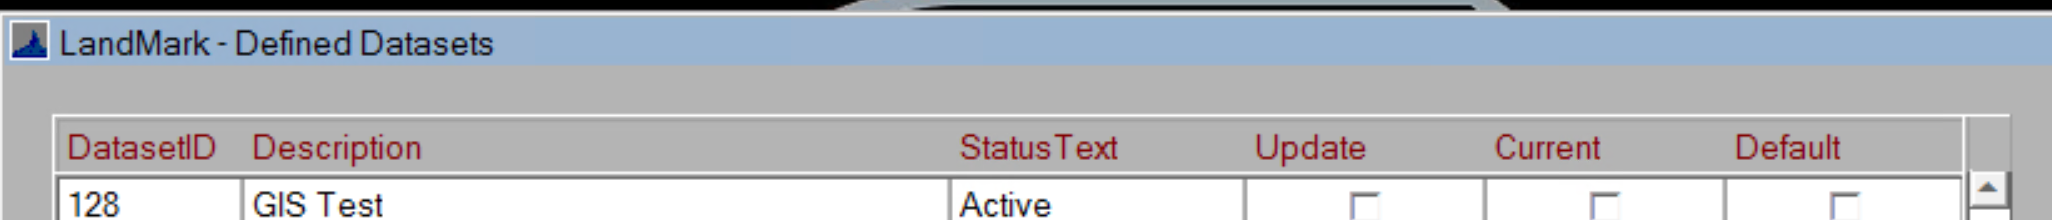 LandMark - Defined Datasets
DatasetID Description StatusText Update Current Default
128 GIS Test Active